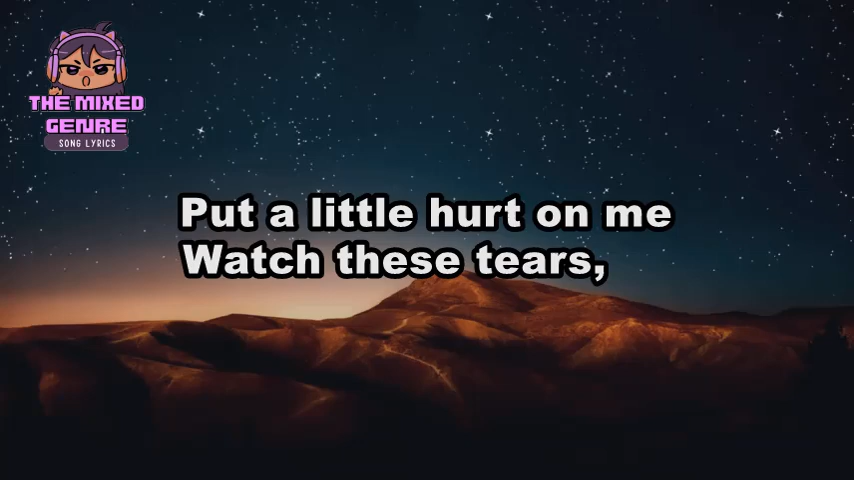 THE MIXED
GENRE
SONG LYRICS
Put a little hurt on me
Watch these tears,